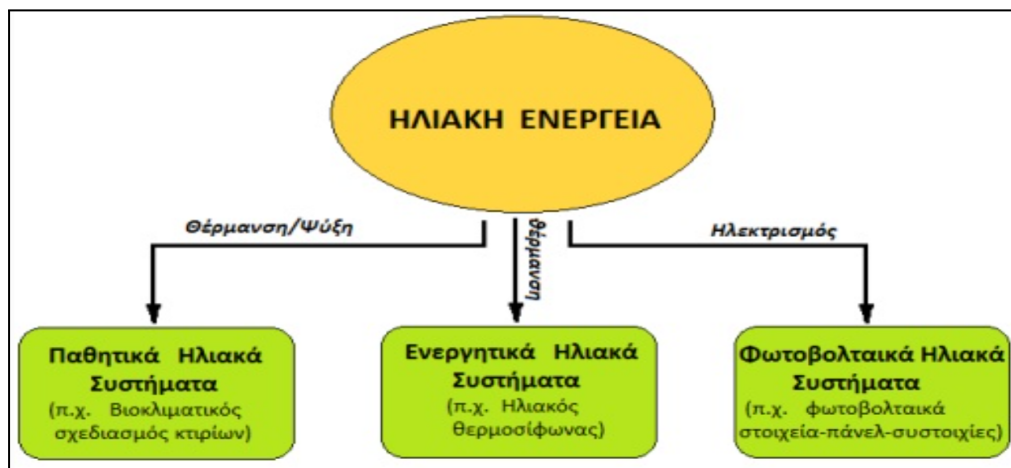 ΗΛΙΑΚΗ ΕΝΕΡΓΕΙΑ
Θέρμανση/Ψύξη
θέρμανση
Ηλεκτρισμός
Παθητικά Ηλιακά
Συστήματα
(π.χ. Βιοκλιματικός
σχεδιασμός κτιρίων)
Ενεργητικά Ηλιακά
Συστήματα
(π.χ. Ηλιακός
θερμοσίφωνας)
Φωτοβολταικά Ηλιακά
Συστήματα
(π.χ. φωτοβολταικά
στοιχεία-πάνελ-συστοιχίες)